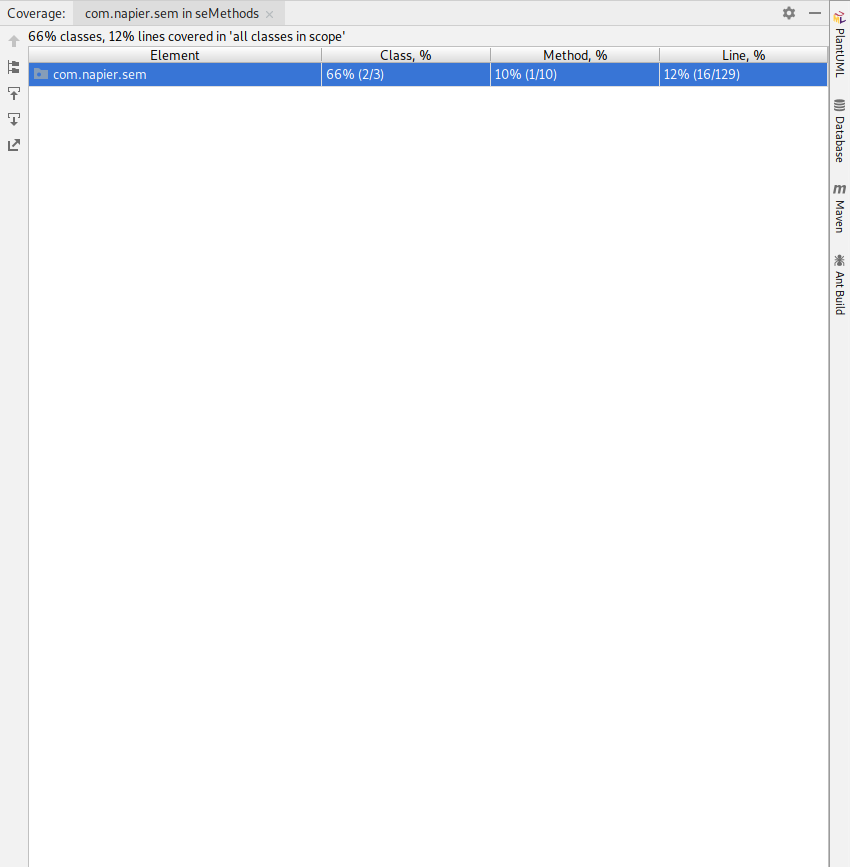 Coverage: com.napier.sem in seMethods
66% classes, 12% lines covered in 'all classes in scope'
Element Class, % Method, % Line, %
com.napier.sem 66% (2/3) 10% (1/10) 12% (16/129)
PlantUML
Database
m Maven
Ant Build